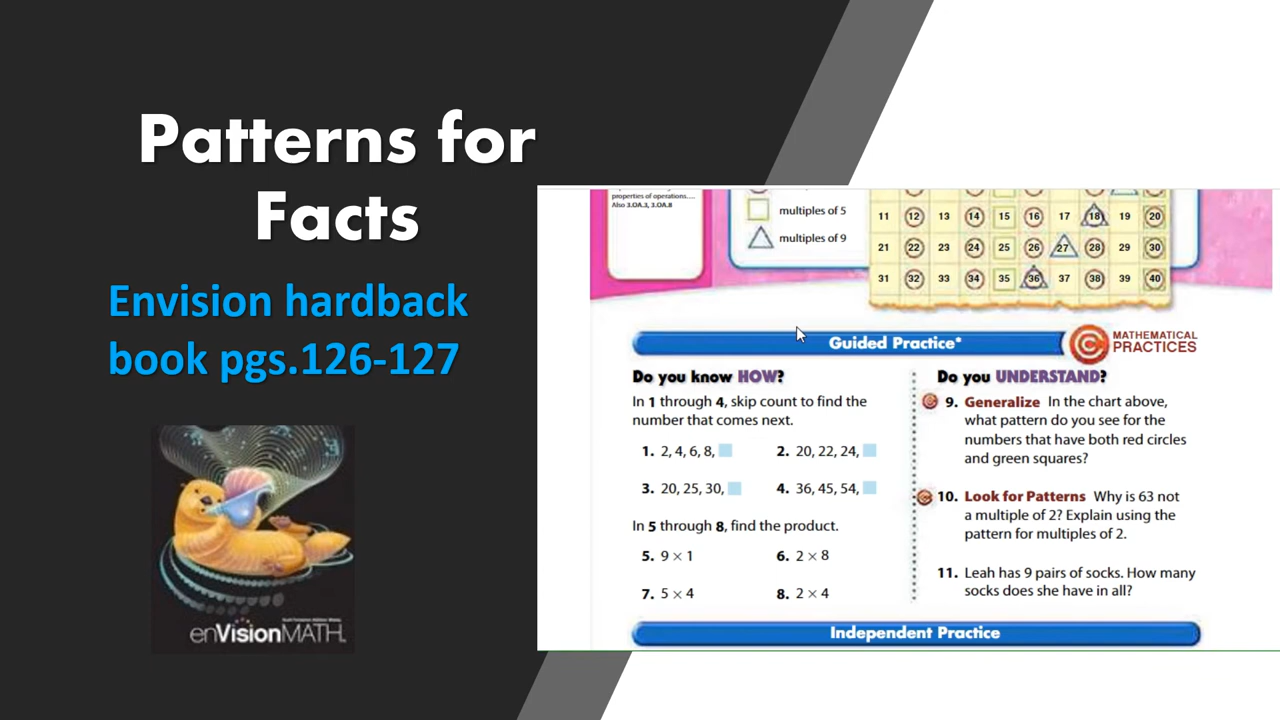 Patterns for
Facts
Envision hardback
book pgs.126-127
enVisionMATH.
properties of operations....
Also 3.OA.3, 3.OA.8
multiples of 5
multiples of 9
11 12 13 14 15 16 17 18 19 20
21 22 23 24 25 26 27 28 29 30
31 32 33 34 35 36 37 38 39 40
Guided Practice*
MATHEMATICAL
PRACTICES
Do you know HOW?
In 1 through 4, skip count to find the
number that comes next.
1. 2, 4, 6, 8,
2. 20, 22, 24,
3. 20, 25, 30,
4. 36, 45, 54,
In 5 through 8, find the product.
5. 9 × 1
6. 2 × 8
7. 5 × 4
8. 2 × 4
Do you UNDERSTAND?
9. Generalize In the chart above,
what pattern do you see for the
numbers that have both red circles
and green squares?
10. Look for Patterns Why is 63 not
a multiple of 2? Explain using the
pattern for multiples of 2.
11. Leah has 9 pairs of socks. How many
socks does she have in all?
Independent Practice